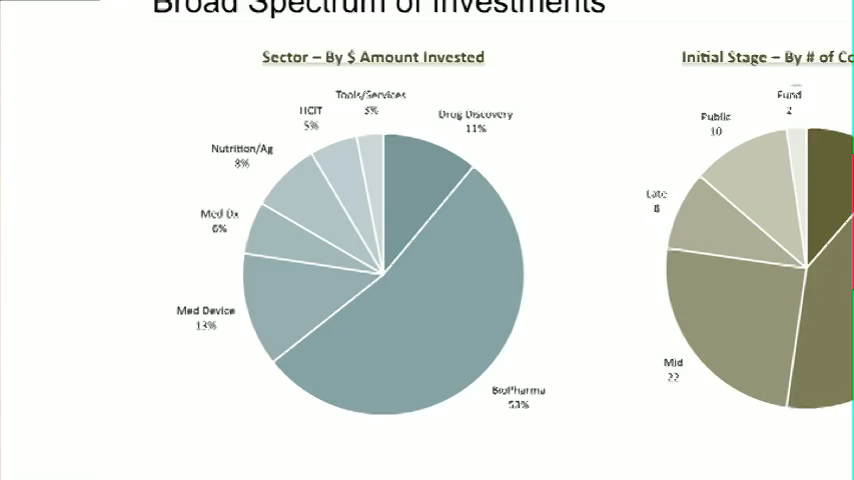 Broad Spectrum of Investments
Sector – By $ Amount Invested
Tools/Services
3%
HCIT
5%
Drug Discovery
11%
Nutrition/Ag
8%
Med Dx
6%
Med Device
13%
BioPharma
53%
Initial Stage – By # of Co
Fund
2
Public
10
Late
8
Mid
22